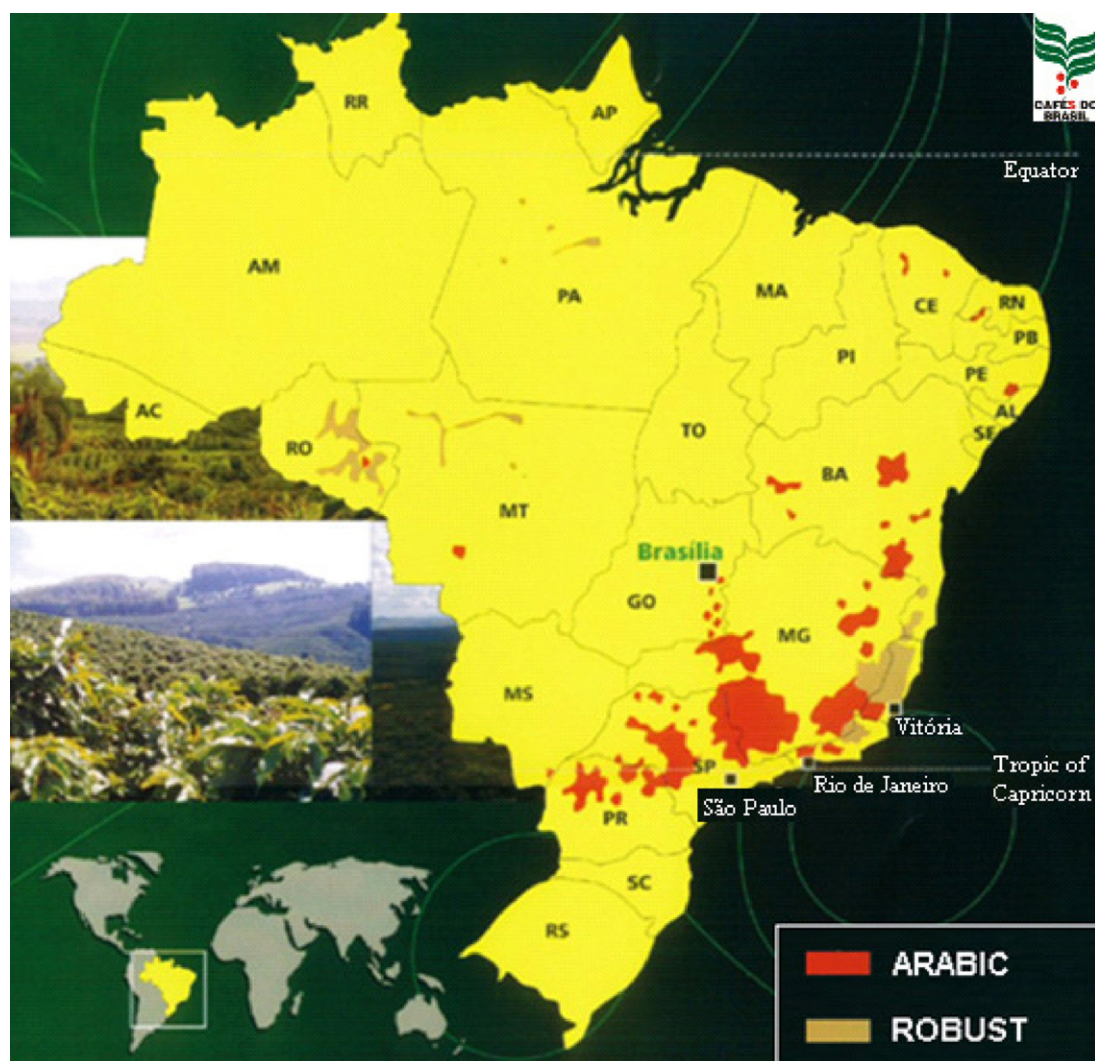 CAFÉS DO
BRASIL
RR
AP
Equator
AM
PA
MA
CE
RN
PB
PI
PE
AL
SE
AC
RO
TO
BA
MT
Brasília
GO
MG
MS
Vitória
SP
Rio de Janeiro
Tropic of
Capricorn
São Paulo
PR
SC
RS
ARABIC
ROBUST